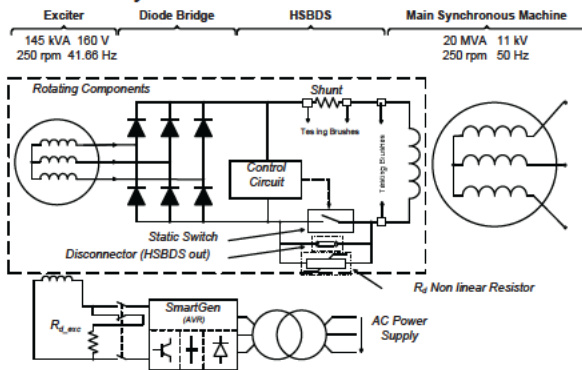 Exciter Diode Bridge HSBDS Main Synchronous Machine
145 kVA 160 V 20 MVA 11 kV
250 rpm 41.66 Hz 250 rpm 50 Hz
Rotating Components
Shunt
Testing Brushes
Testing Brushes
Control
Circuit
Static Switch
Disconnector (HSBDS out)
Rd Non linear Resistor
Rd_exc
SmartGen
(AVR)
AC Power
Supply